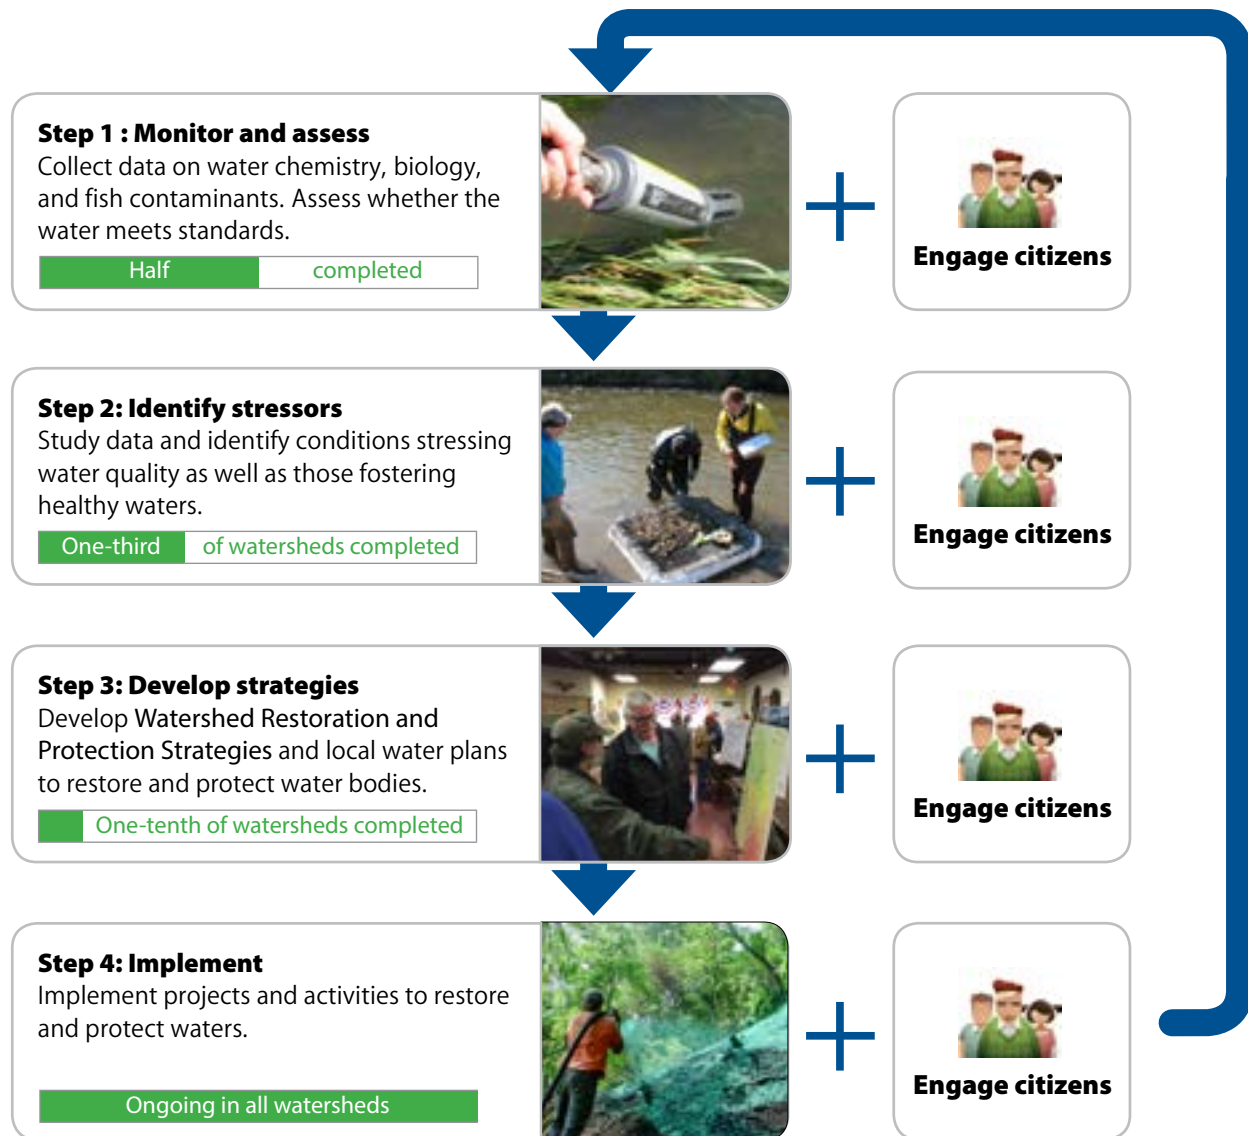 Step 1 : Monitor and assess
Collect data on water chemistry, biology,
and fish contaminants. Assess whether the
water meets standards.
Half completed
Engage citizens
Step 2: Identify stressors
Study data and identify conditions stressing
water quality as well as those fostering
healthy waters.
One-third of watersheds completed
Engage citizens
Step 3: Develop strategies
Develop Watershed Restoration and
Protection Strategies and local water plans
to restore and protect water bodies.
One-tenth of watersheds completed
Engage citizens
Step 4: Implement
Implement projects and activities to restore
and protect waters.
Ongoing in all watersheds
Engage citizens